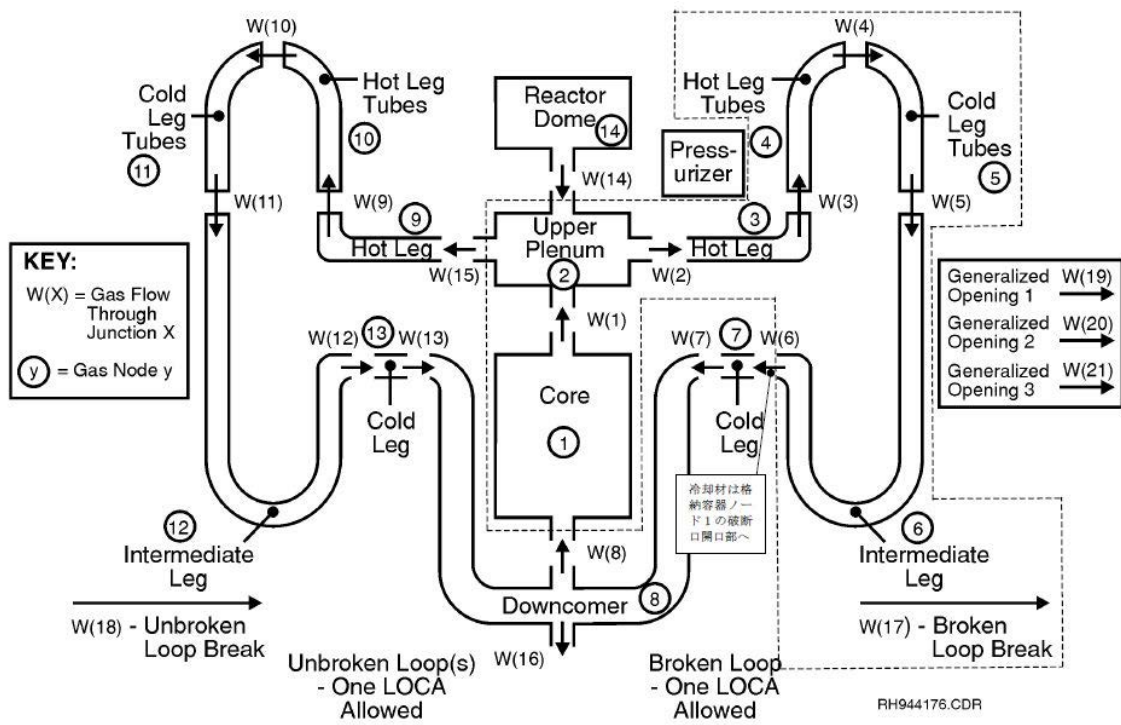 W(10)
W(4)
Hot Leg
Tubes
Cold
Leg
Tubes
11
10
Reactor
Dome
14
Press-
urizer
Hot Leg
Tubes
4
Cold
Leg
Tubes
5
W(11)
W(9)
9
W(14)
3
W(3)
W(5)
Hot Leg
W(15)
Upper
Plenum
2
W(2)
Hot Leg
KEY:
W(X) = Gas Flow
Through
Junction X
y = Gas Node y
Generalized
Opening 1
W(19)
Generalized
Opening 2
W(20)
Generalized
Opening 3
W(21)
W(1)
W(12)
13
W(13)
Cold
Leg
Core
1
W(7)
7
W(6)
Cold
Leg
冷却材は格
納容器ノー
ド1の破断
口開口部へ
12
Intermediate
Leg
W(8)
6
Intermediate
Leg
Downcomer
8
W(18) - Unbroken
Loop Break
W(16)
W(17) - Broken
Loop Break
Unbroken Loop(s)
- One LOCA
Allowed
Broken Loop
- One LOCA
Allowed
RH944176.CDR